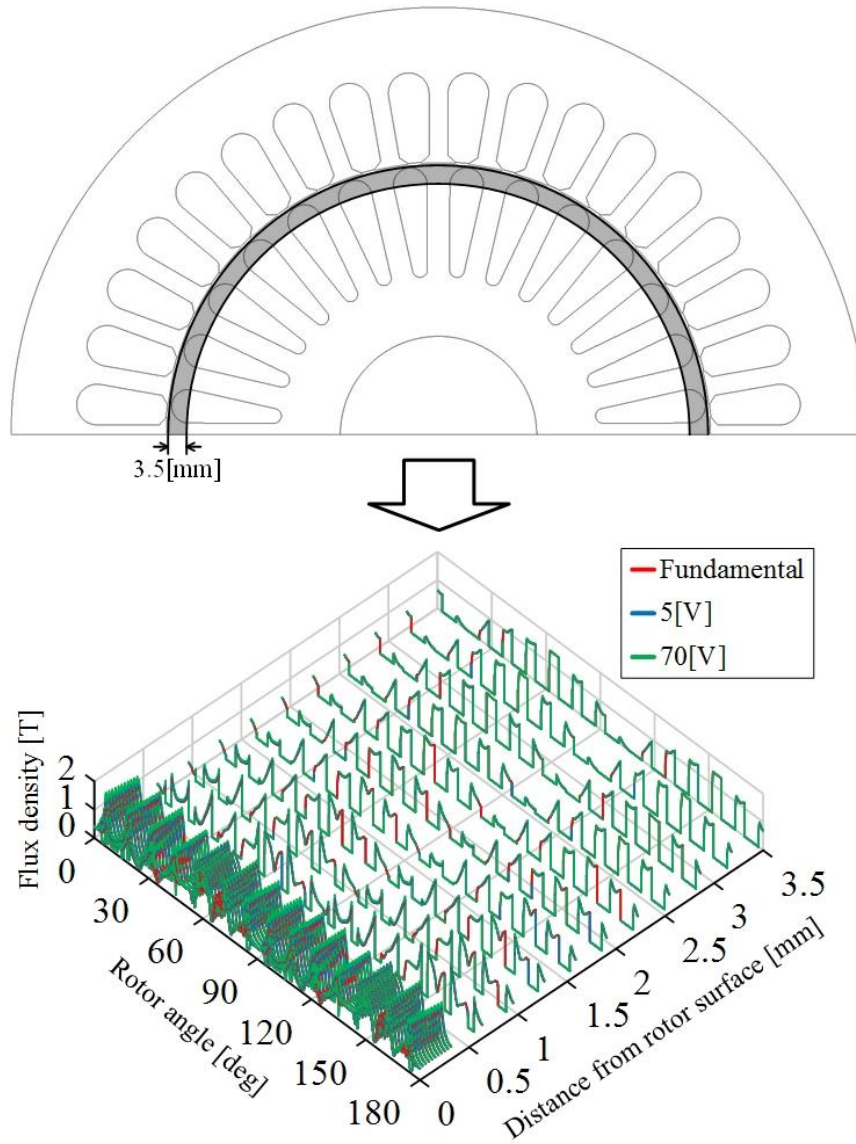 3.5[mm]
Fundamental
5[V]
70[V]
Flux density [T]
2
1
0
0
30
60
90
120
150
180
Rotor angle [deg]
0
0.5
1
1.5
2
2.5
3
3.5
Distance from rotor surface [mm]